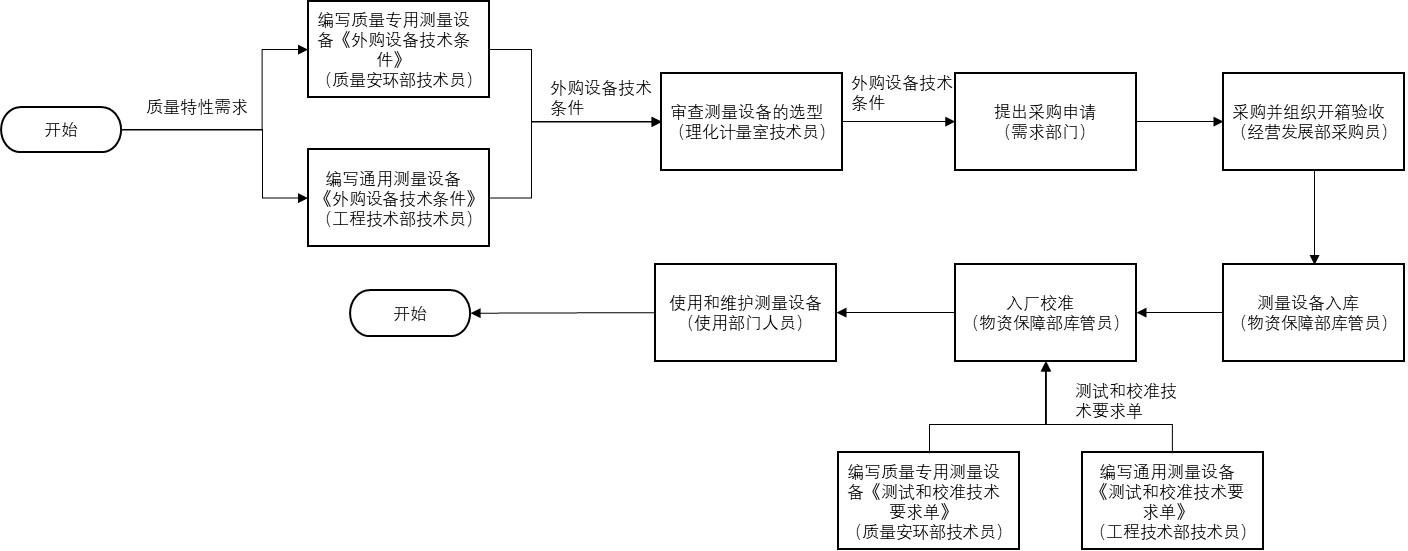 开始
质量特性需求
编写质量专用测量设
备《外购设备技术条
件》
（质量安环部技术员）
编写通用测量设备
《外购设备技术条件》
（工程技术部技术员）
外购设备技术
条件
审查测量设备的选型
（理化计量室技术员）
外购设备技术
条件
提出采购申请
（需求部门）
采购并组织开箱验收
（经营发展部采购员）
测量设备入库
（物资保障部库管员）
入厂校准
（物资保障部库管员）
使用和维护测量设备
（使用部门人员）
开始
测试和校准技
术要求单
编写质量专用测量设
备《测试和校准技术
要求单》
（质量安环部技术员）
编写通用测量设备
《测试和校准技术要
求单》
（工程技术部技术员）